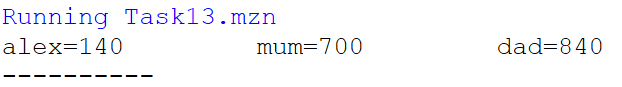 Running Task13.mzn
alex=140 mum=700 dad=840
----------